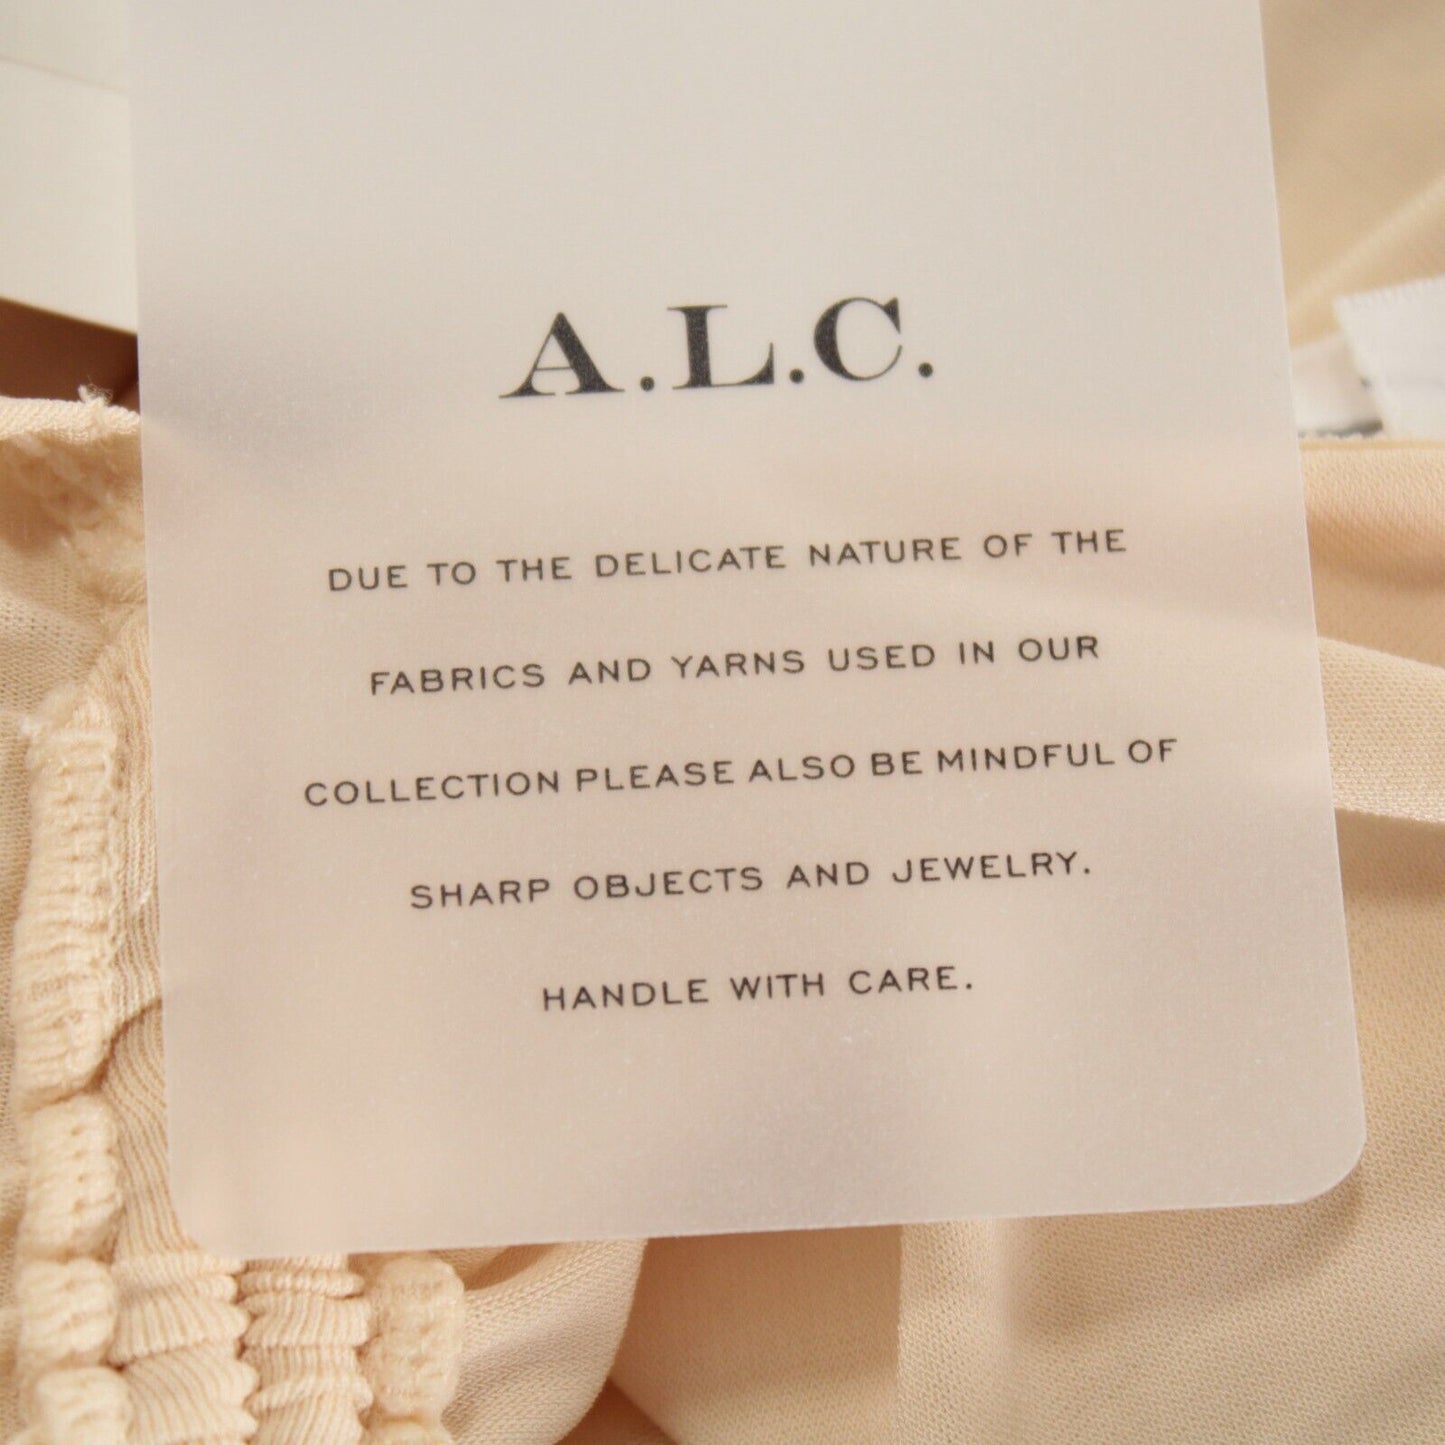 A.L.C.
DUE TO THE DELICATE NATURE OF THE
FABRICS AND YARNS USED IN OUR
COLLECTION PLEASE ALSO BE MINDFUL OF
SHARP OBJECTS AND JEWELRY.
HANDLE WITH CARE.